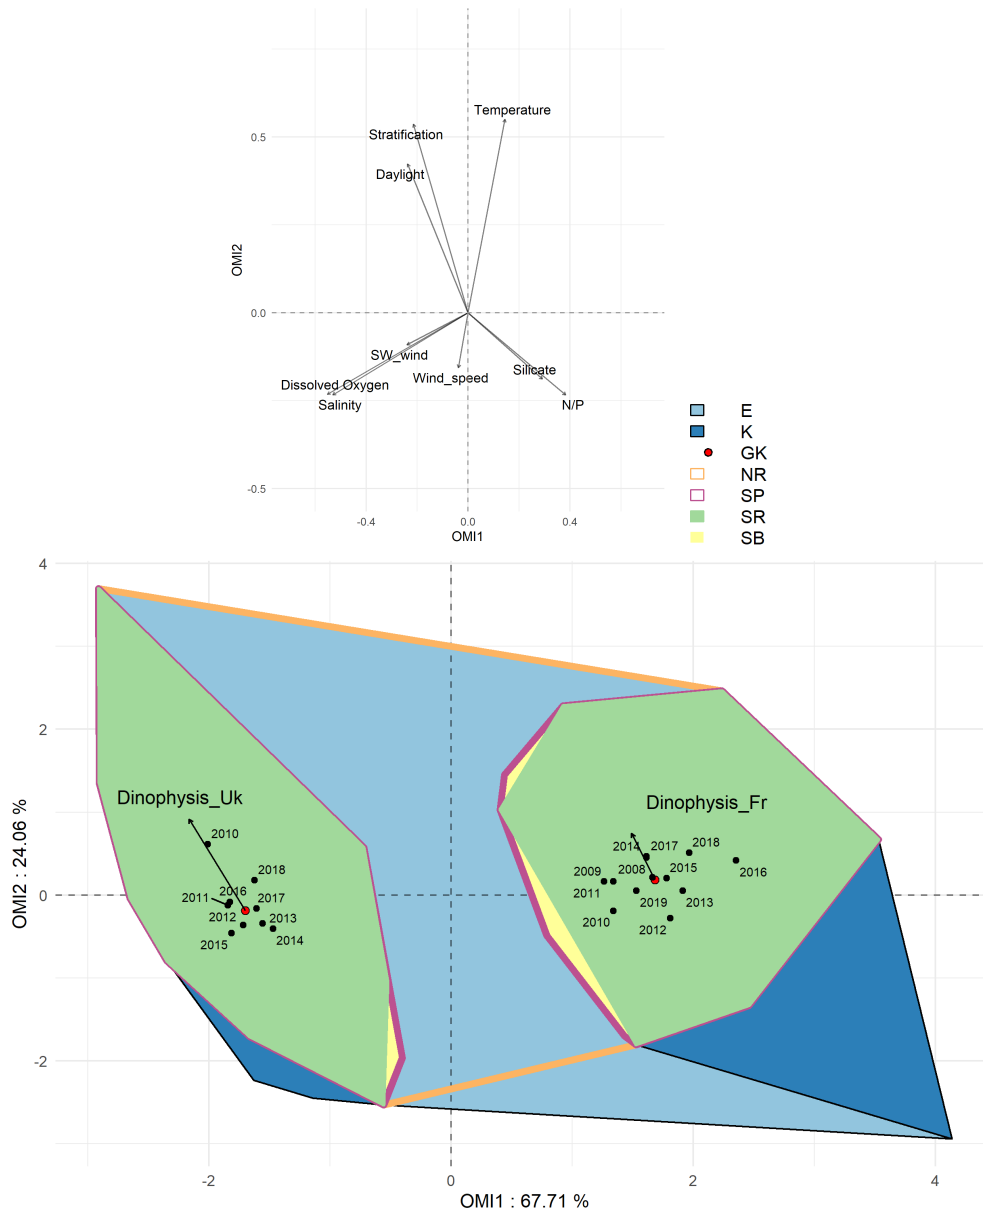 Temperature
0.5
Stratification
Daylight
OMI2
0.0
SW_wind
Silicate
Wind_speed
Dissolved Oxygen
Salinity
N/P
-0.5
-0.4
0.0
0.4
OMI1
E
K
GK
NR
SP
SR
SB
4
2
0
-2
OMI2 : 24.06 %
Dinophysis_Uk
2010
2018
2016
2011
2017
2012
2013
2015
2014
Dinophysis_Fr
2014
2017
2018
2009
2008
2015
2016
2011
2019
2013
2010
2012
-2
0
2
4
OMI1 : 67.71 %